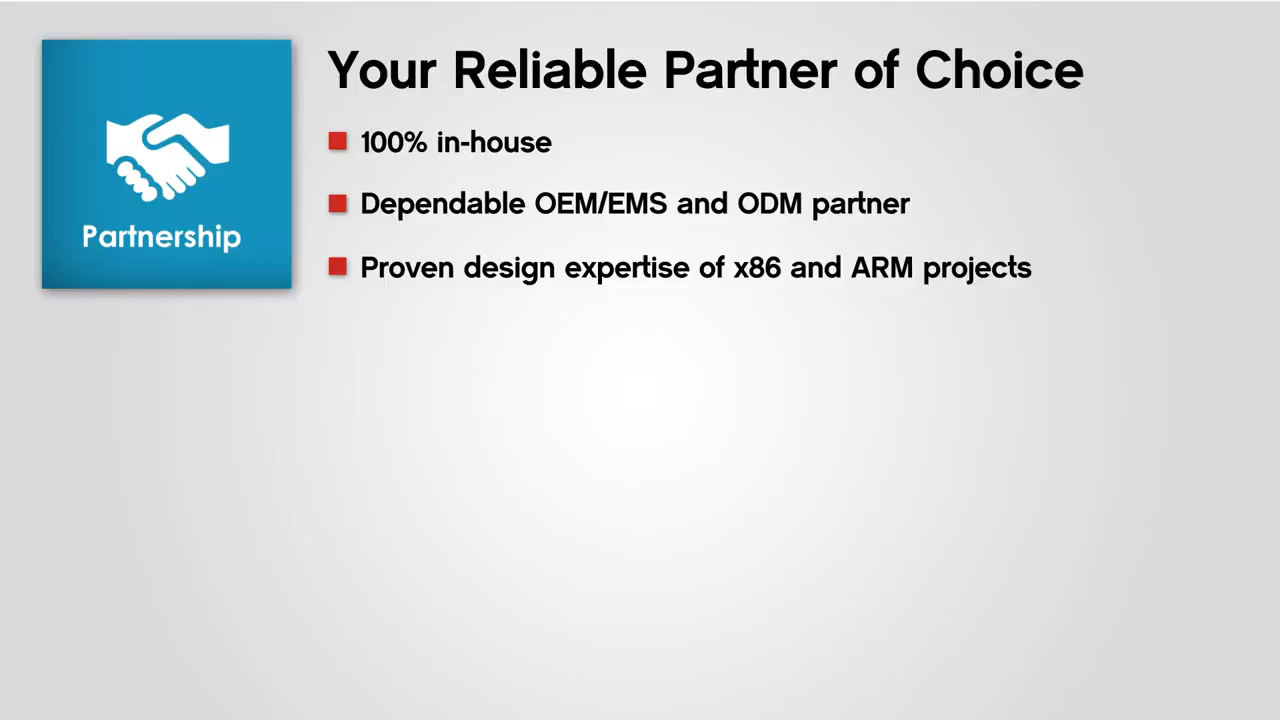 Your Reliable Partner of Choice
100% in-house
Dependable OEM/EMS and ODM partner
Proven design expertise of x86 and ARM projects
Partnership